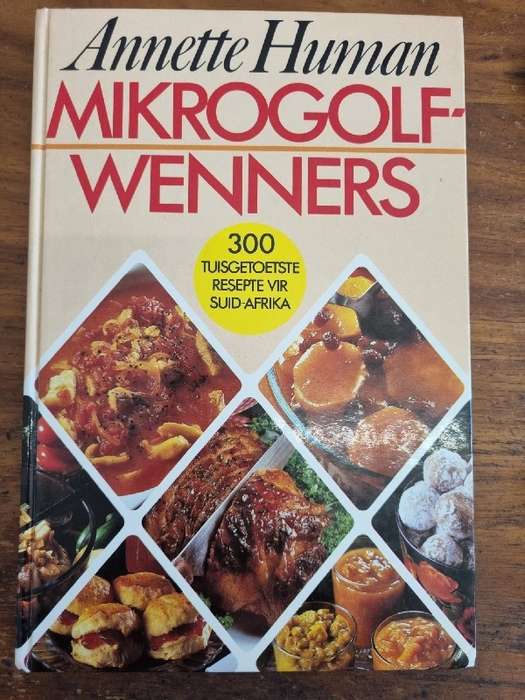 Annette Human
MIKROGOLF-
WENNERS
300
TUISGETOETSTE
RESEPTE VIR
SUID-AFRIKA